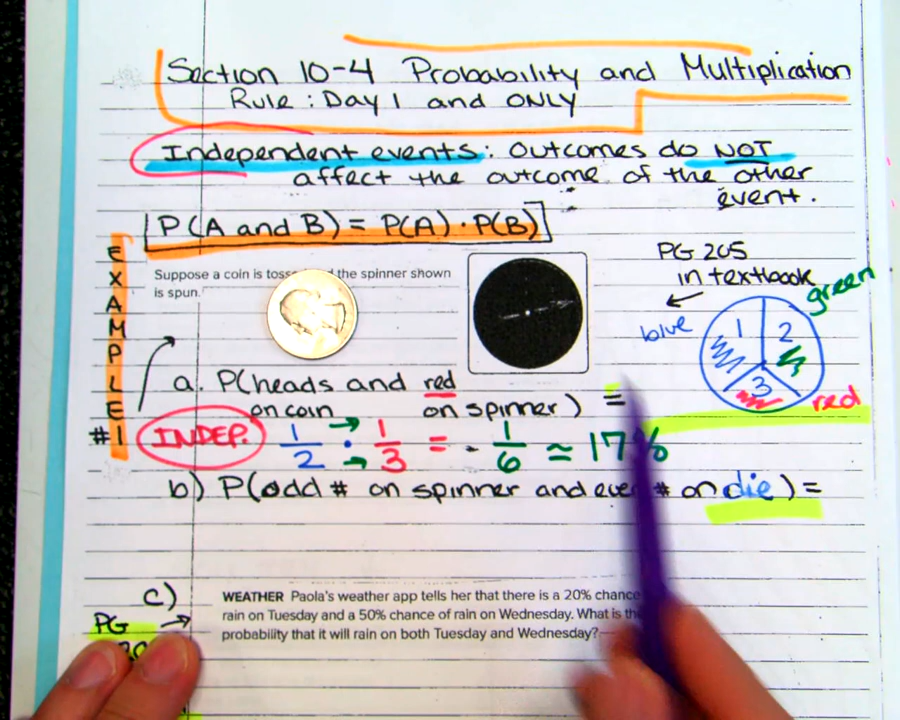 Section 10-4 Probability and Multiplication
Rule: Day 1 and ONLY
Independent events: Outcomes do NOT
affect the outcome of the other
event.
P(A and B) = P(A) · P(B)
EXAMPLE
#1
Suppose a coin is the spinner shown
is spun.
PG 205
in textbook
green
blue
1
2
3
red
a. P(heads and red
on coin on spinner) =
INDEP.
1/2 · 1/3 = 1/6 ≈ 17%
b) P(odd # on spinner and even # on die) =
c)
PG
WEATHER Paola's weather app tells her that there is a 20% chance
rain on Tuesday and a 50% chance of rain on Wednesday. What is
probability that it will rain on both Tuesday and Wednesday?